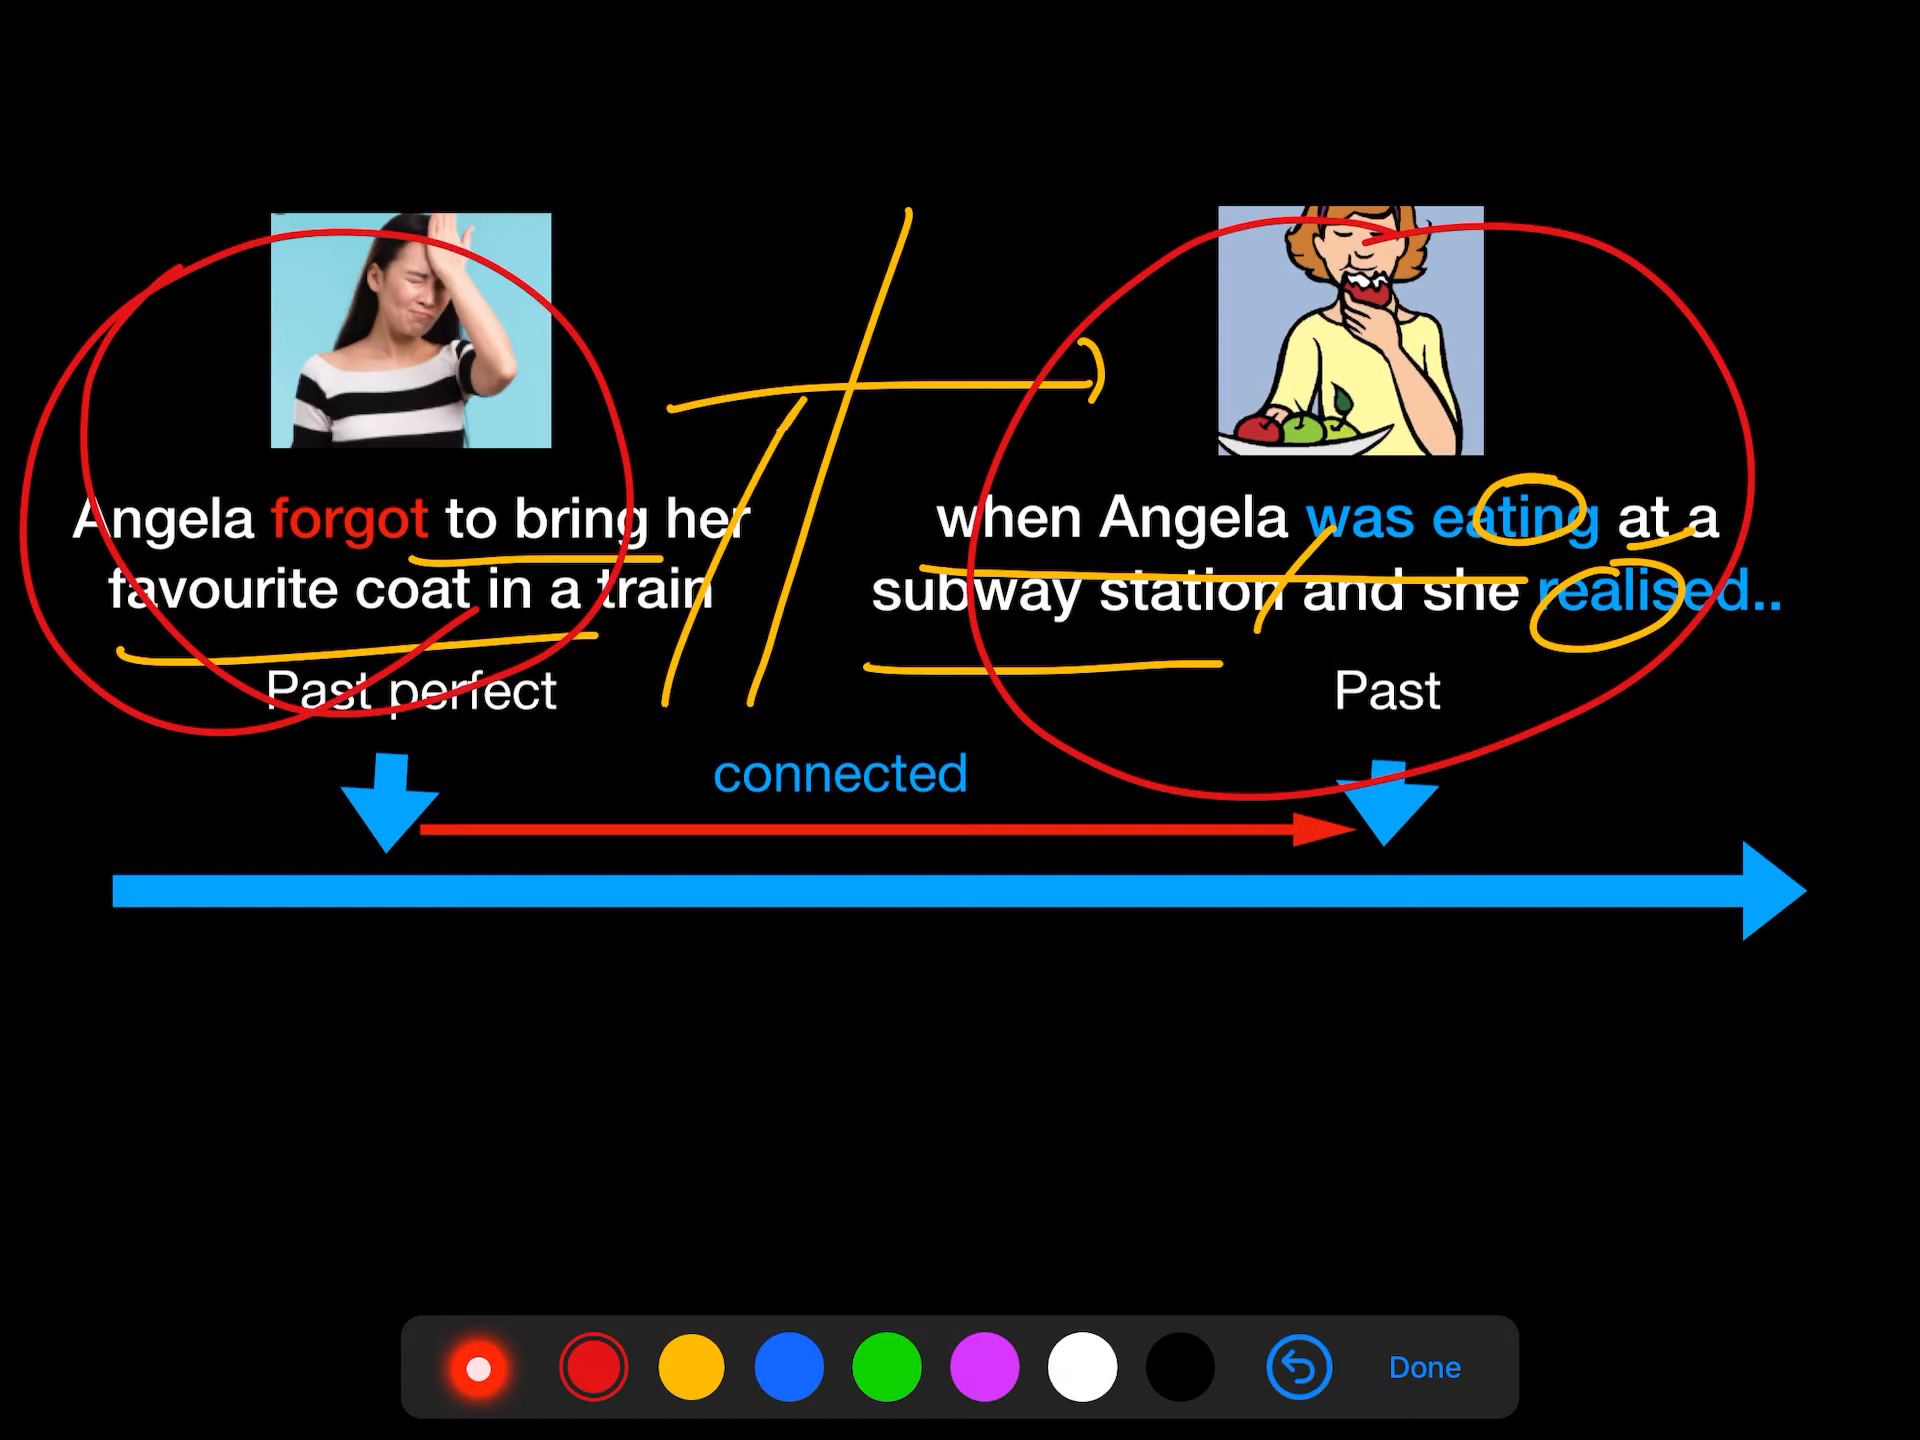 Angela forgot to bring her
favourite coat in a train
Past perfect
when Angela was eating at a
subway station and she realised..
Past
connected
Done